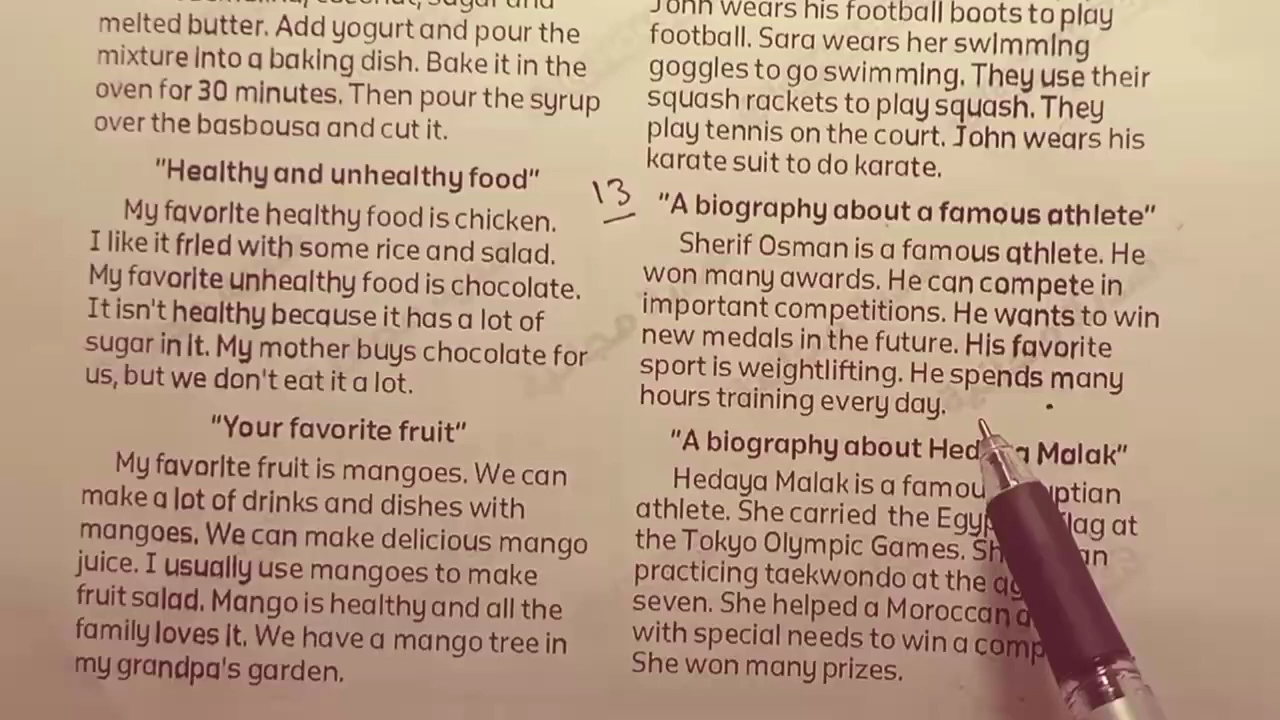 melted butter. Add yogurt and pour the
mixture into a baking dish. Bake it in the
oven for 30 minutes. Then pour the syrup
over the basbousa and cut it.
"Healthy and unhealthy food"
My favorite healthy food is chicken.
I like it fried with some rice and salad.
My favorite unhealthy food is chocolate.
It isn't healthy because it has a lot of
sugar in it. My mother buys chocolate for
us, but we don't eat it a lot.
"Your favorite fruit"
My favorite fruit is mangoes. We can
make a lot of drinks and dishes with
mangoes. We can make delicious mango
juice. I usually use mangoes to make
fruit salad. Mango is healthy and all the
family loves it. We have a mango tree in
my grandpa's garden.
John wears his football boots to play
football. Sara wears her swimming
goggles to go swimming. They use their
squash rackets to play squash. They
play tennis on the court. John wears his
karate suit to do karate.
13
"A biography about a famous athlete"
Sherif Osman is a famous athlete. He
won many awards. He can compete in
important competitions. He wants to win
new medals in the future. His favorite
sport is weightlifting. He spends many
hours training every day.
"A biography about Malak"
Hedaya Malak is a
athlete. She carried the at
the Tokyo Olympic Games.
practicing taekwondo at the
seven. She helped a Moroccan
with special needs to win a
She won many prizes.